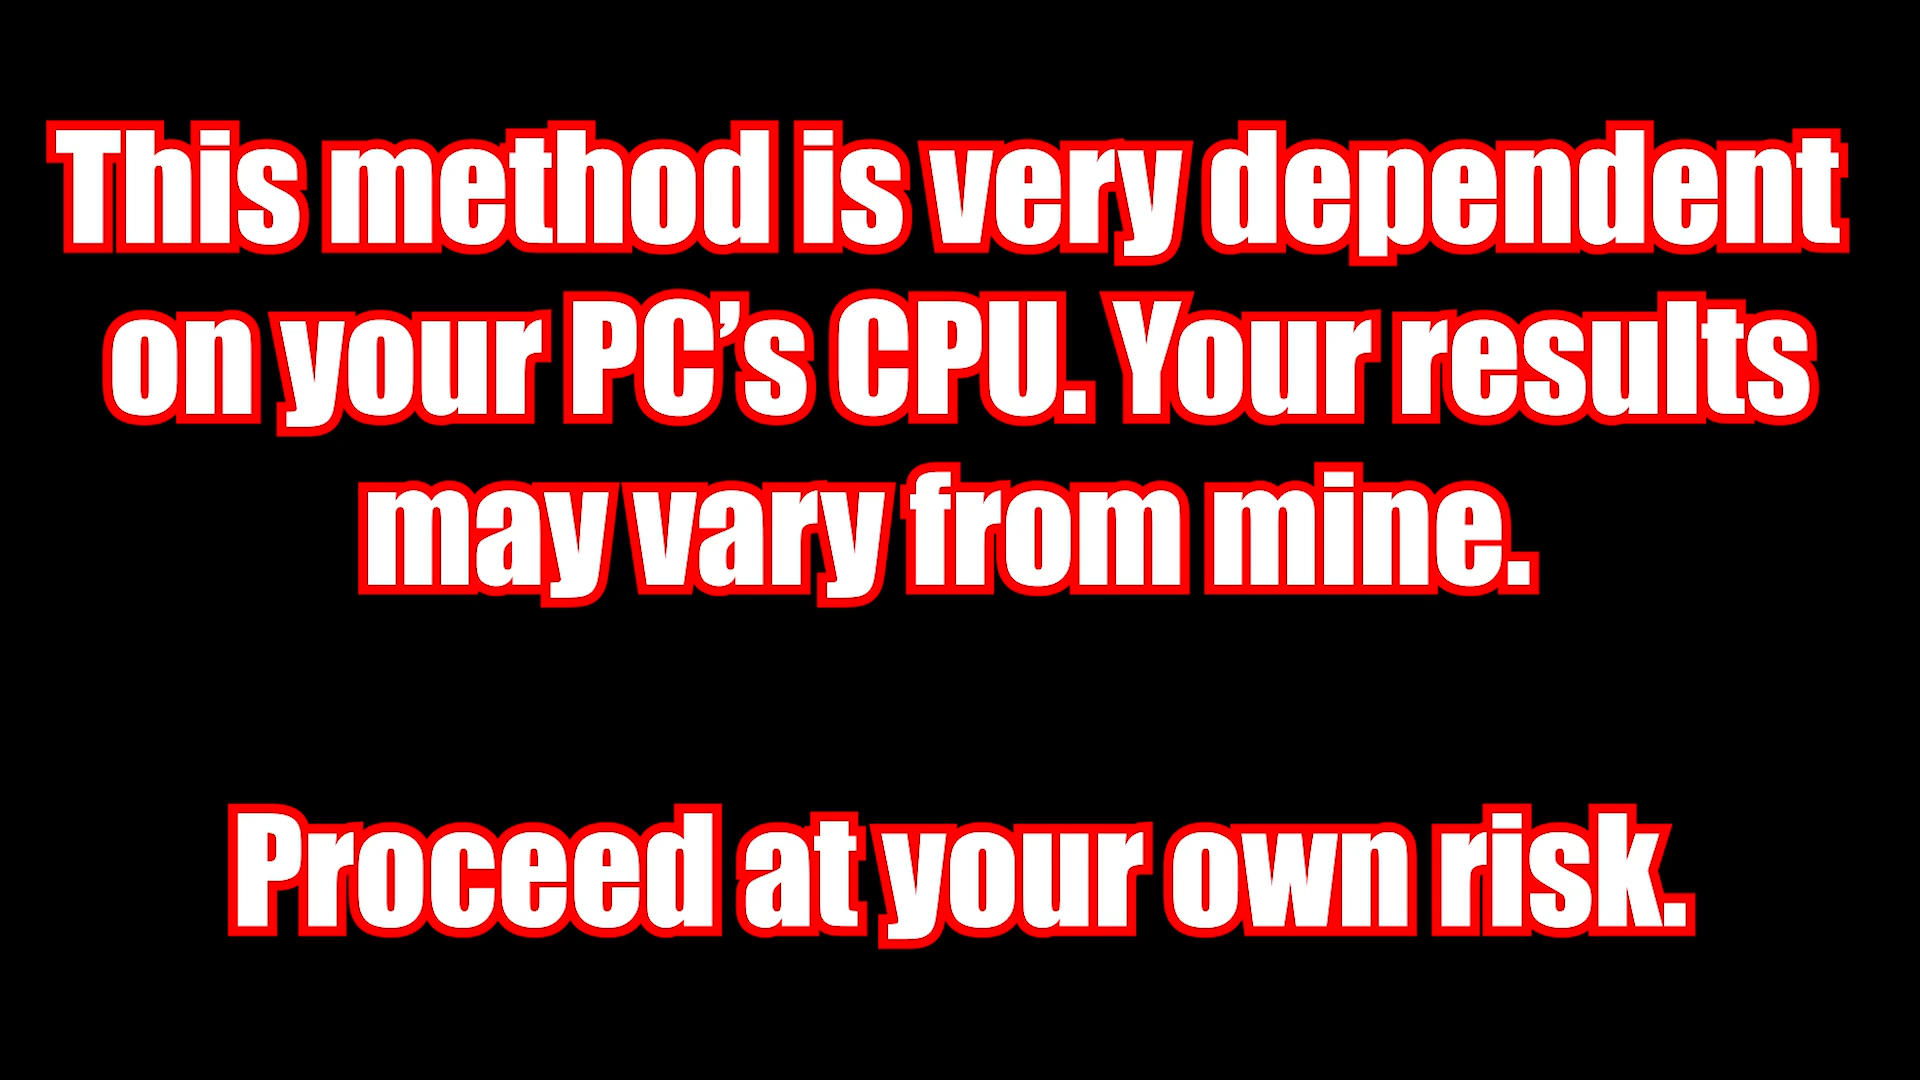 This method is very dependent
on your PC’s CPU. Your results
may vary from mine.
Proceed at your own risk.